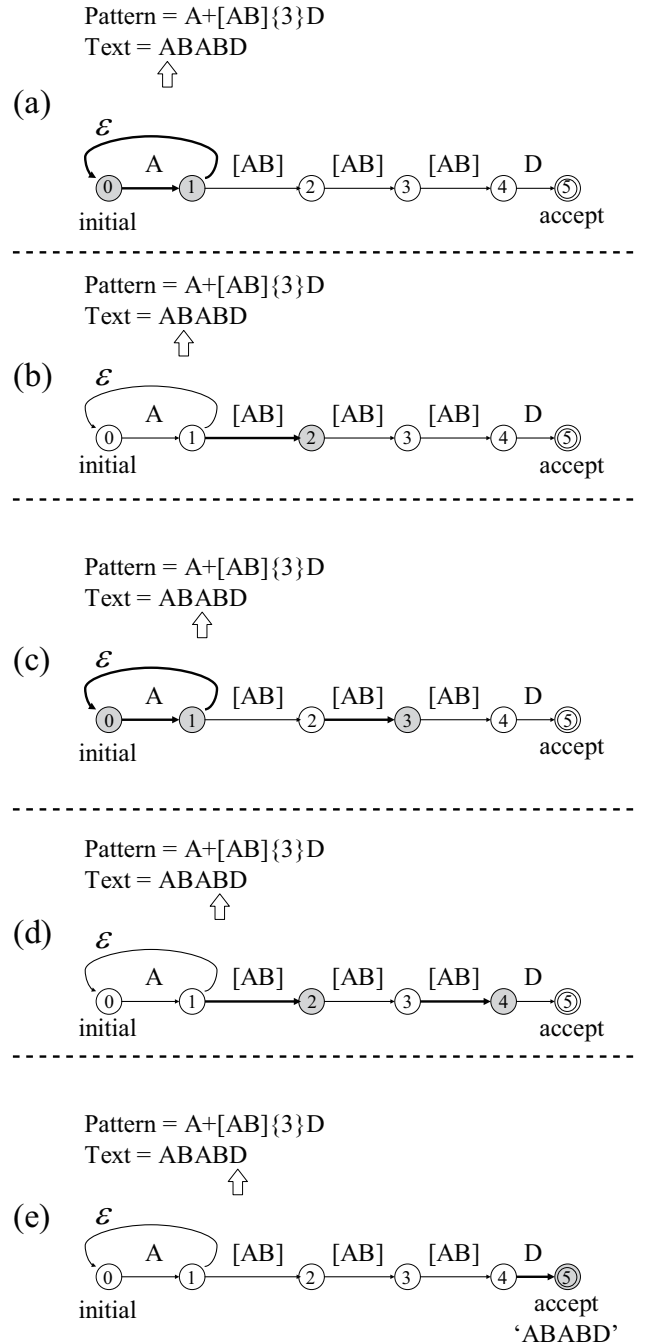 Pattern = A+[AB]{3}D
Text = ABABD
(a)
ε
A [AB] [AB] [AB] D
0 1 2 3 4 5
initial accept
Pattern = A+[AB]{3}D
Text = ABABD
(b)
ε
A [AB] [AB] [AB] D
0 1 2 3 4 5
initial accept
Pattern = A+[AB]{3}D
Text = ABABD
(c)
ε
A [AB] [AB] [AB] D
0 1 2 3 4 5
initial accept
Pattern = A+[AB]{3}D
Text = ABABD
(d)
ε
A [AB] [AB] [AB] D
0 1 2 3 4 5
initial accept
Pattern = A+[AB]{3}D
Text = ABABD
(e)
ε
A [AB] [AB] [AB] D
0 1 2 3 4 5
initial accept
‘ABABD’